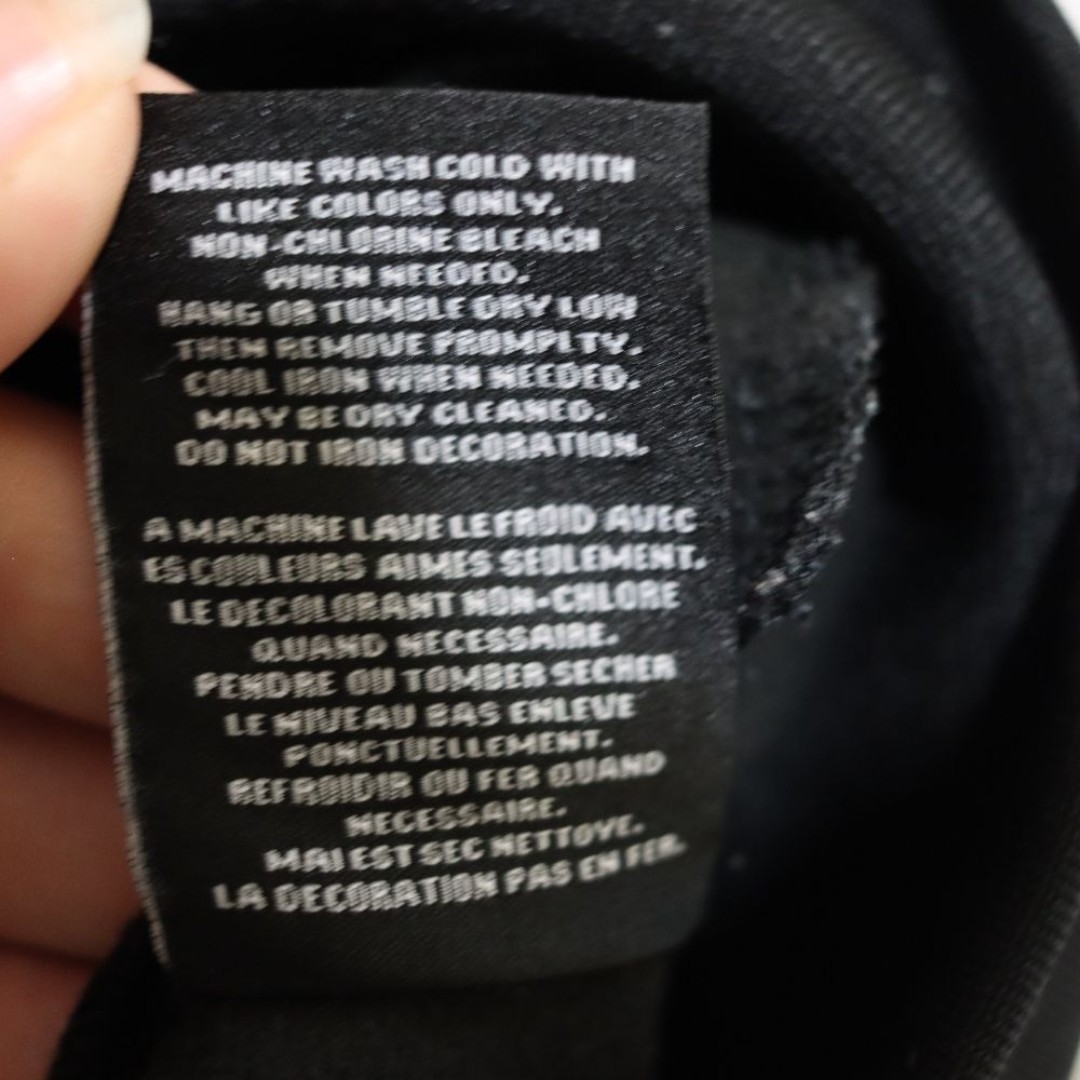 MACHINE WASH COLD WITH
LIKE COLORS ONLY.
NON-CHLORINE BLEACH
WHEN NEEDED.
HANG OR TUMBLE DRY LOW
THEN REMOVE PROMPLTY.
COOL IRON WHEN NEEDED.
MAY BE DRY CLEANED.
DO NOT IRON DECORATION.
A MACHINE LAVE LE FROID AVEC
ES COULEURS AIMES SEULEMENT.
LE DECOLORANT NON-CHLORE
QUAND NECESSAIRE.
PENDRE OU TOMBER SECHER
LE NIVEAU BAS ENLEVE
PONCTUELLEMENT.
REFROIDIR OU FER QUAND
NECESSAIRE.
MAI EST SEC NETTOYE.
LA DECORATION PAS EN FER.